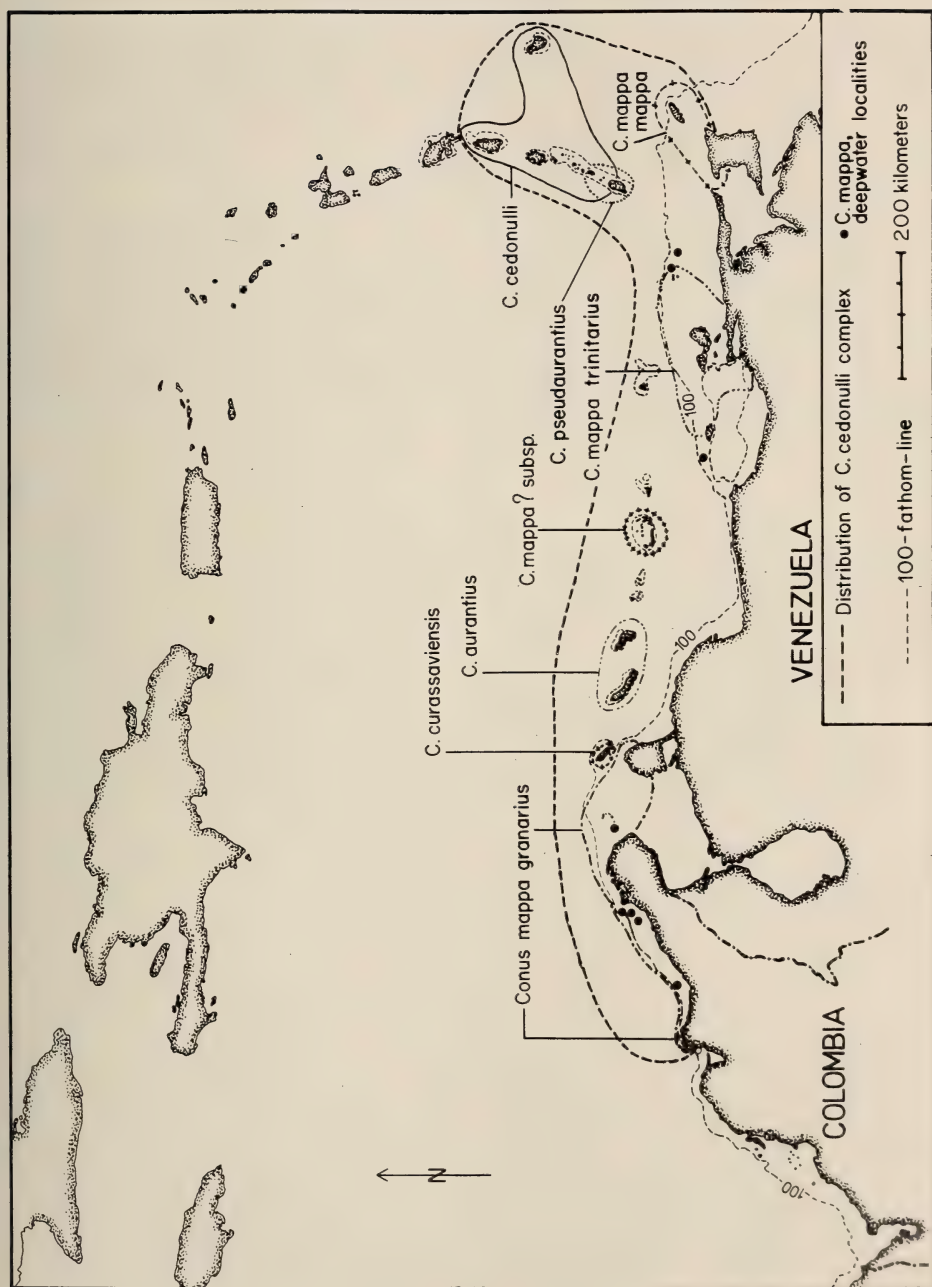 C. cedonulli
C. pseudaurantius
C. mappa trinitarius
C. mappa
mappa
C. mappa ? subsp.
C. aurantius
C. curassaviensis
Conus mappa granarius
N
100
100
100
VENEZUELA
COLOMBIA
Distribution of C. cedonulli complex
C. mappa,
deepwater localities
100-fathom-line
200 kilometers